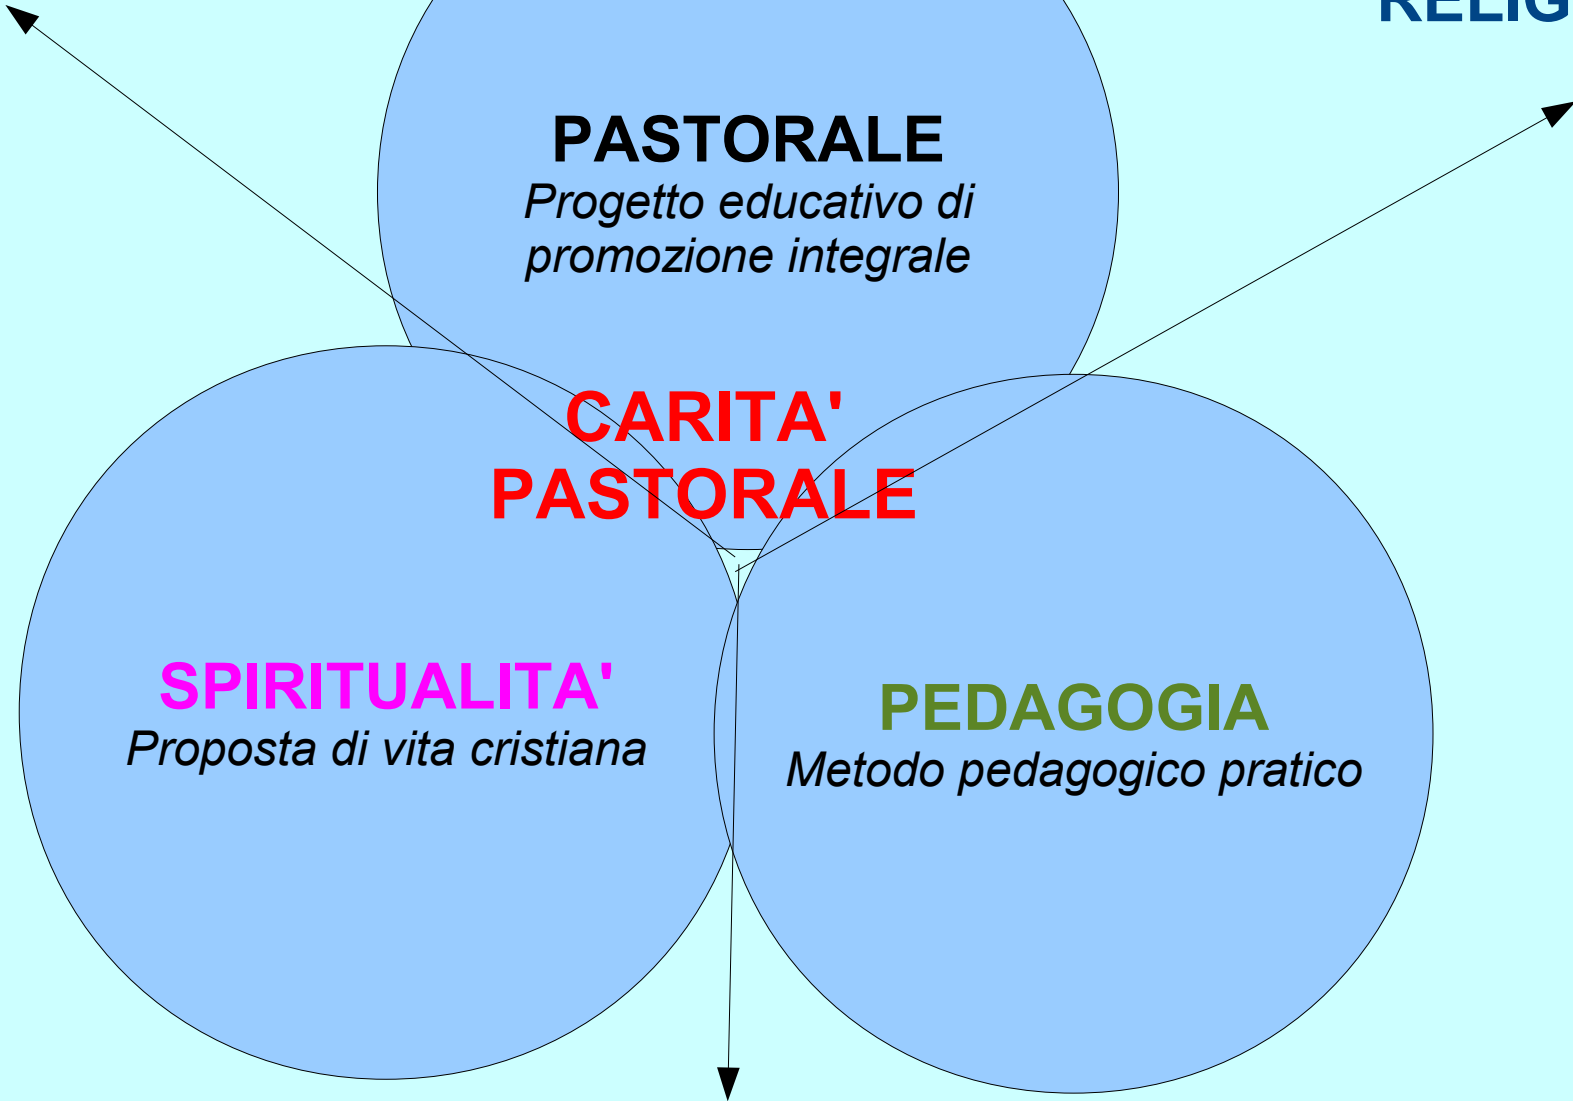 PASTORALE
Progetto educativo di
promozione integrale
CARITA'
PASTORALE
SPIRITUALITA'
Proposta di vita cristiana
PEDAGOGIA
Metodo pedagogico pratico